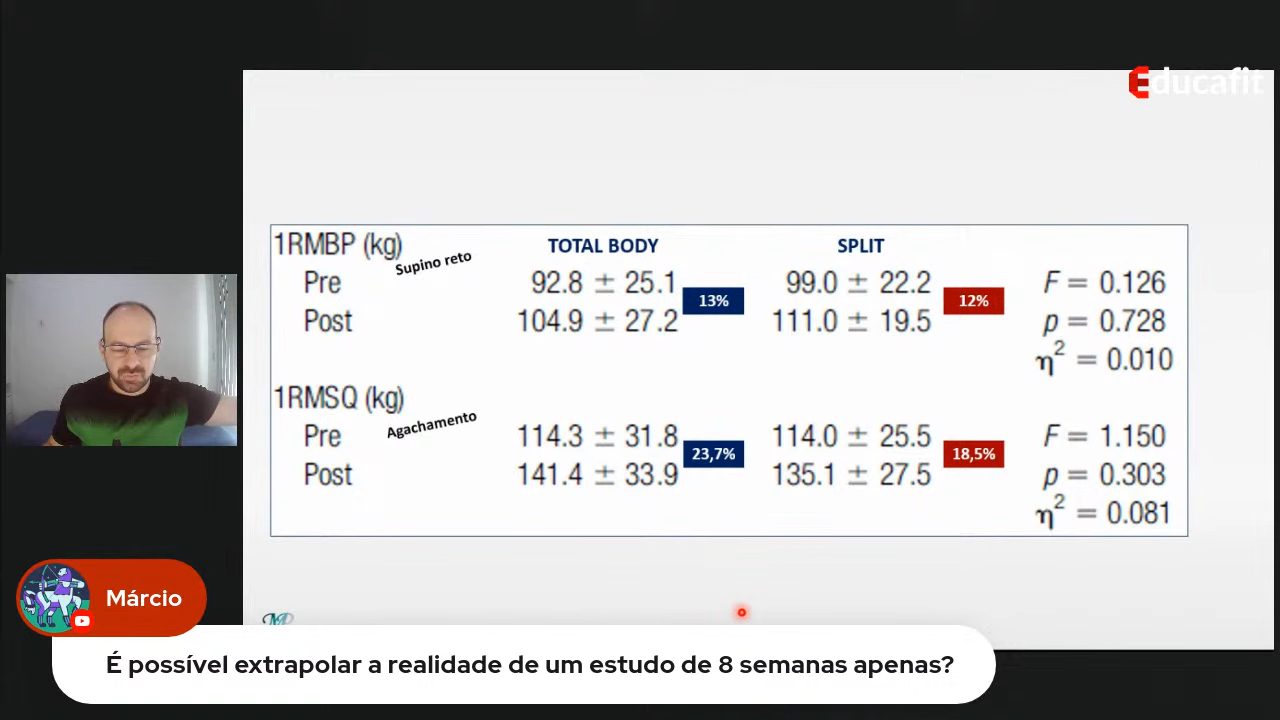 Educafit
1RMBP (kg) TOTAL BODY SPLIT
Supino reto
Pre 92.8 ± 25.1 99.0 ± 22.2 F = 0.126
13% 12%
Post 104.9 ± 27.2 111.0 ± 19.5 p = 0.728
η² = 0.010
1RMSQ (kg)
Agachamento
Pre 114.3 ± 31.8 114.0 ± 25.5 F = 1.150
23,7% 18,5%
Post 141.4 ± 33.9 135.1 ± 27.5 p = 0.303
η² = 0.081
Márcio
É possível extrapolar a realidade de um estudo de 8 semanas apenas?